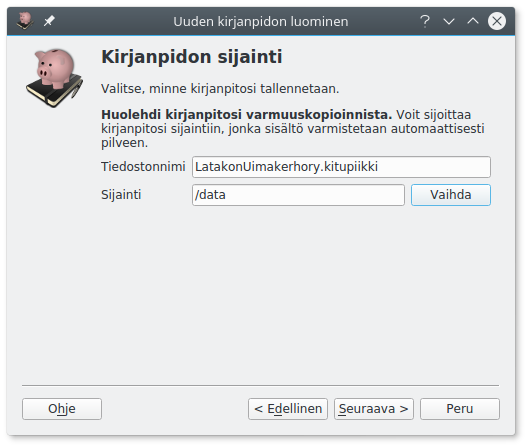 Uuden kirjanpidon luominen
Kirjanpidon sijainti
Valitse, minne kirjanpitosi tallennetaan.
Huolehdi kirjanpitosi varmuuskopioinnista. Voit sijoittaa
kirjanpitosi sijaintiin, jonka sisältö varmistetaan automaattisesti
pilveen.
Tiedostonnimi LatakonUimakerhory.kitupiikki
Sijainti /data Vaihda
Ohje < Edellinen Seuraava > Peru